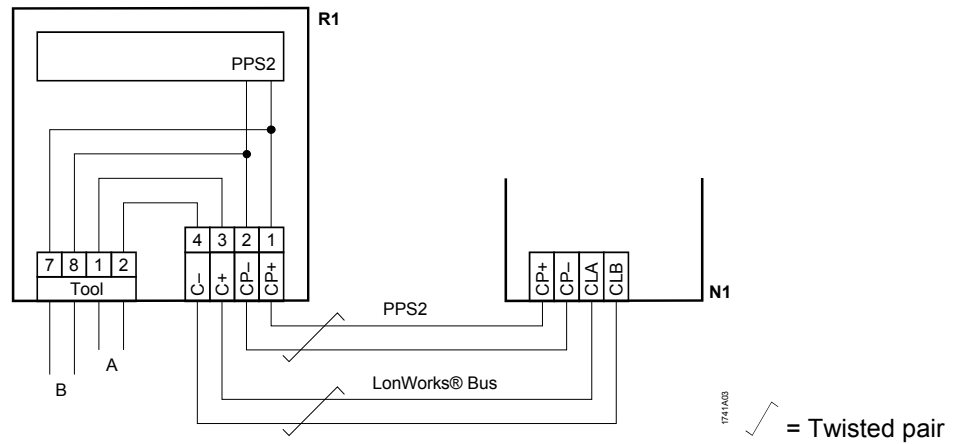 R1
PPS2
4 3 2 1
7 8 1 2
Tool
C–
C+
CP–
CP+
CP+
CP–
CLA
CLB
N1
PPS2
A
B
LonWorks® Bus
1741A03
= Twisted pair